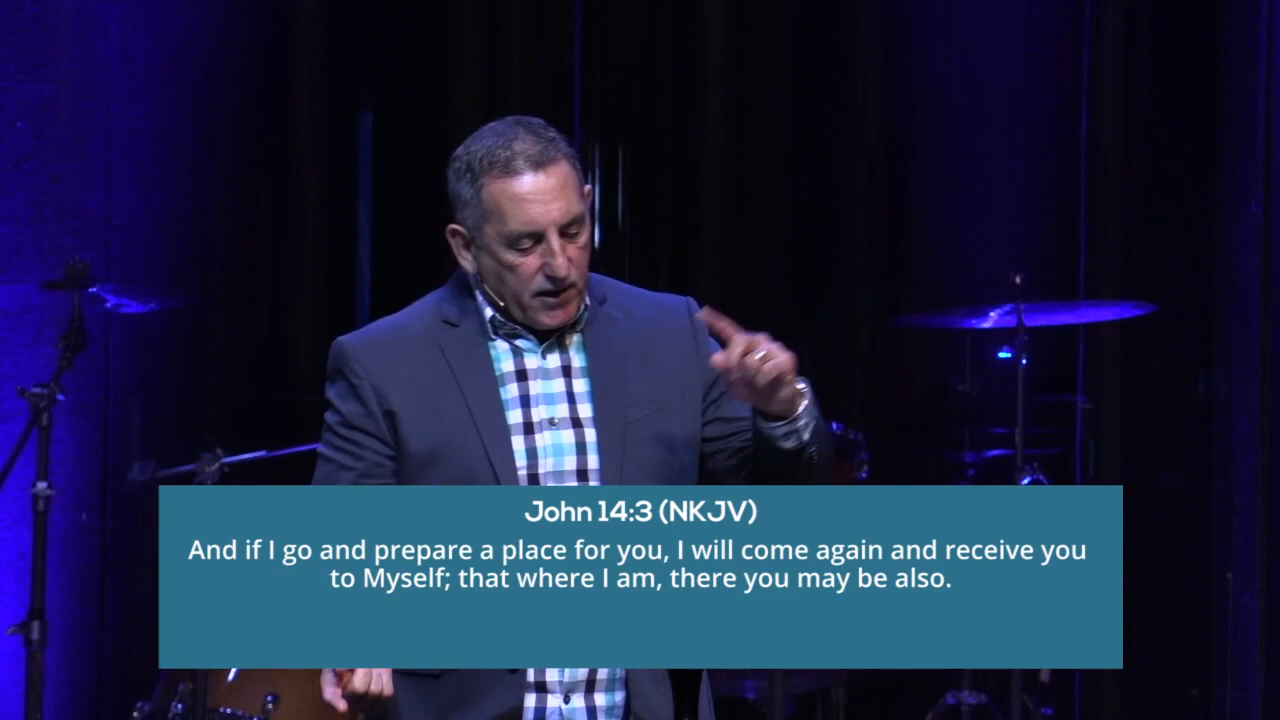 John 14:3 (NKJV)
And if I go and prepare a place for you, I will come again and receive you
to Myself; that where I am, there you may be also.